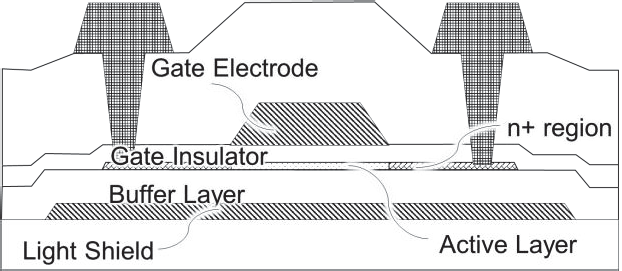 Gate Electrode
n+ region
Gate Insulator
Buffer Layer
Light Shield
Active Layer